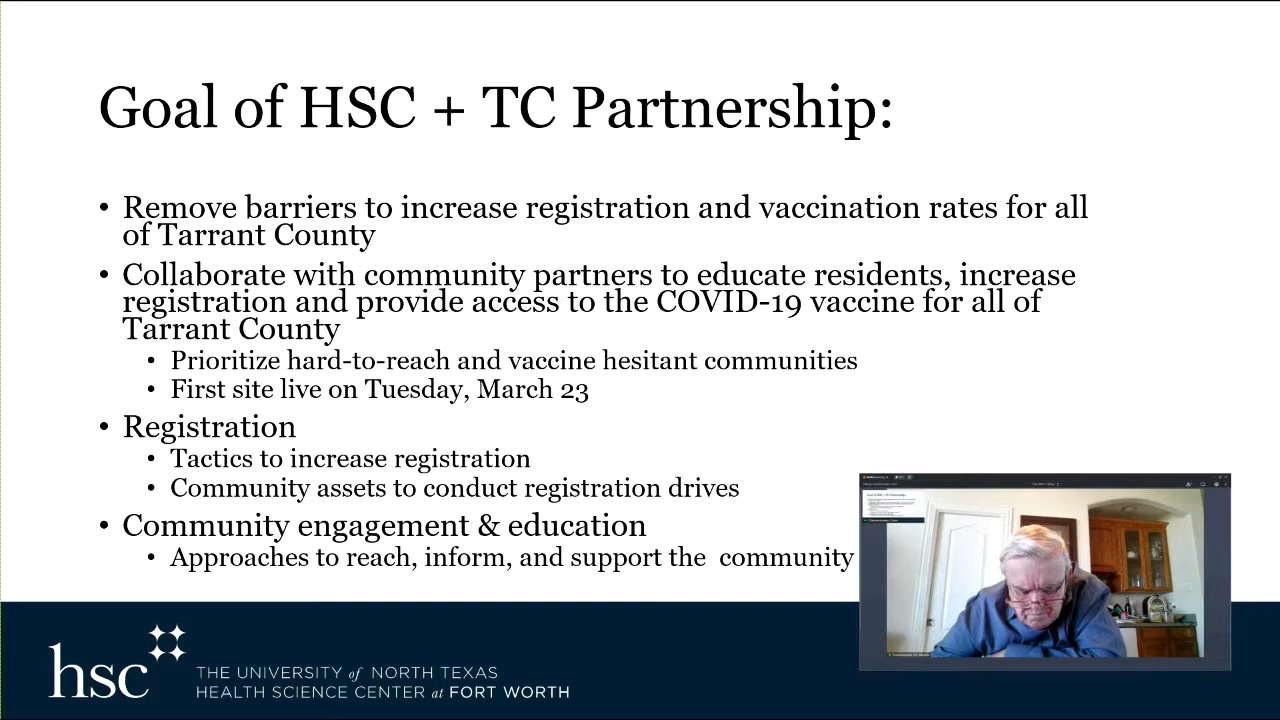 Goal of HSC + TC Partnership:
• Remove barriers to increase registration and vaccination rates for all
of Tarrant County
• Collaborate with community partners to educate residents, increase
registration and provide access to the COVID-19 vaccine for all of
Tarrant County
• Prioritize hard-to-reach and vaccine hesitant communities
• First site live on Tuesday, March 23
• Registration
• Tactics to increase registration
• Community assets to conduct registration drives
• Community engagement & education
• Approaches to reach, inform, and support the  community
hsc
THE UNIVERSITY of NORTH TEXAS
HEALTH SCIENCE CENTER at FORT WORTH